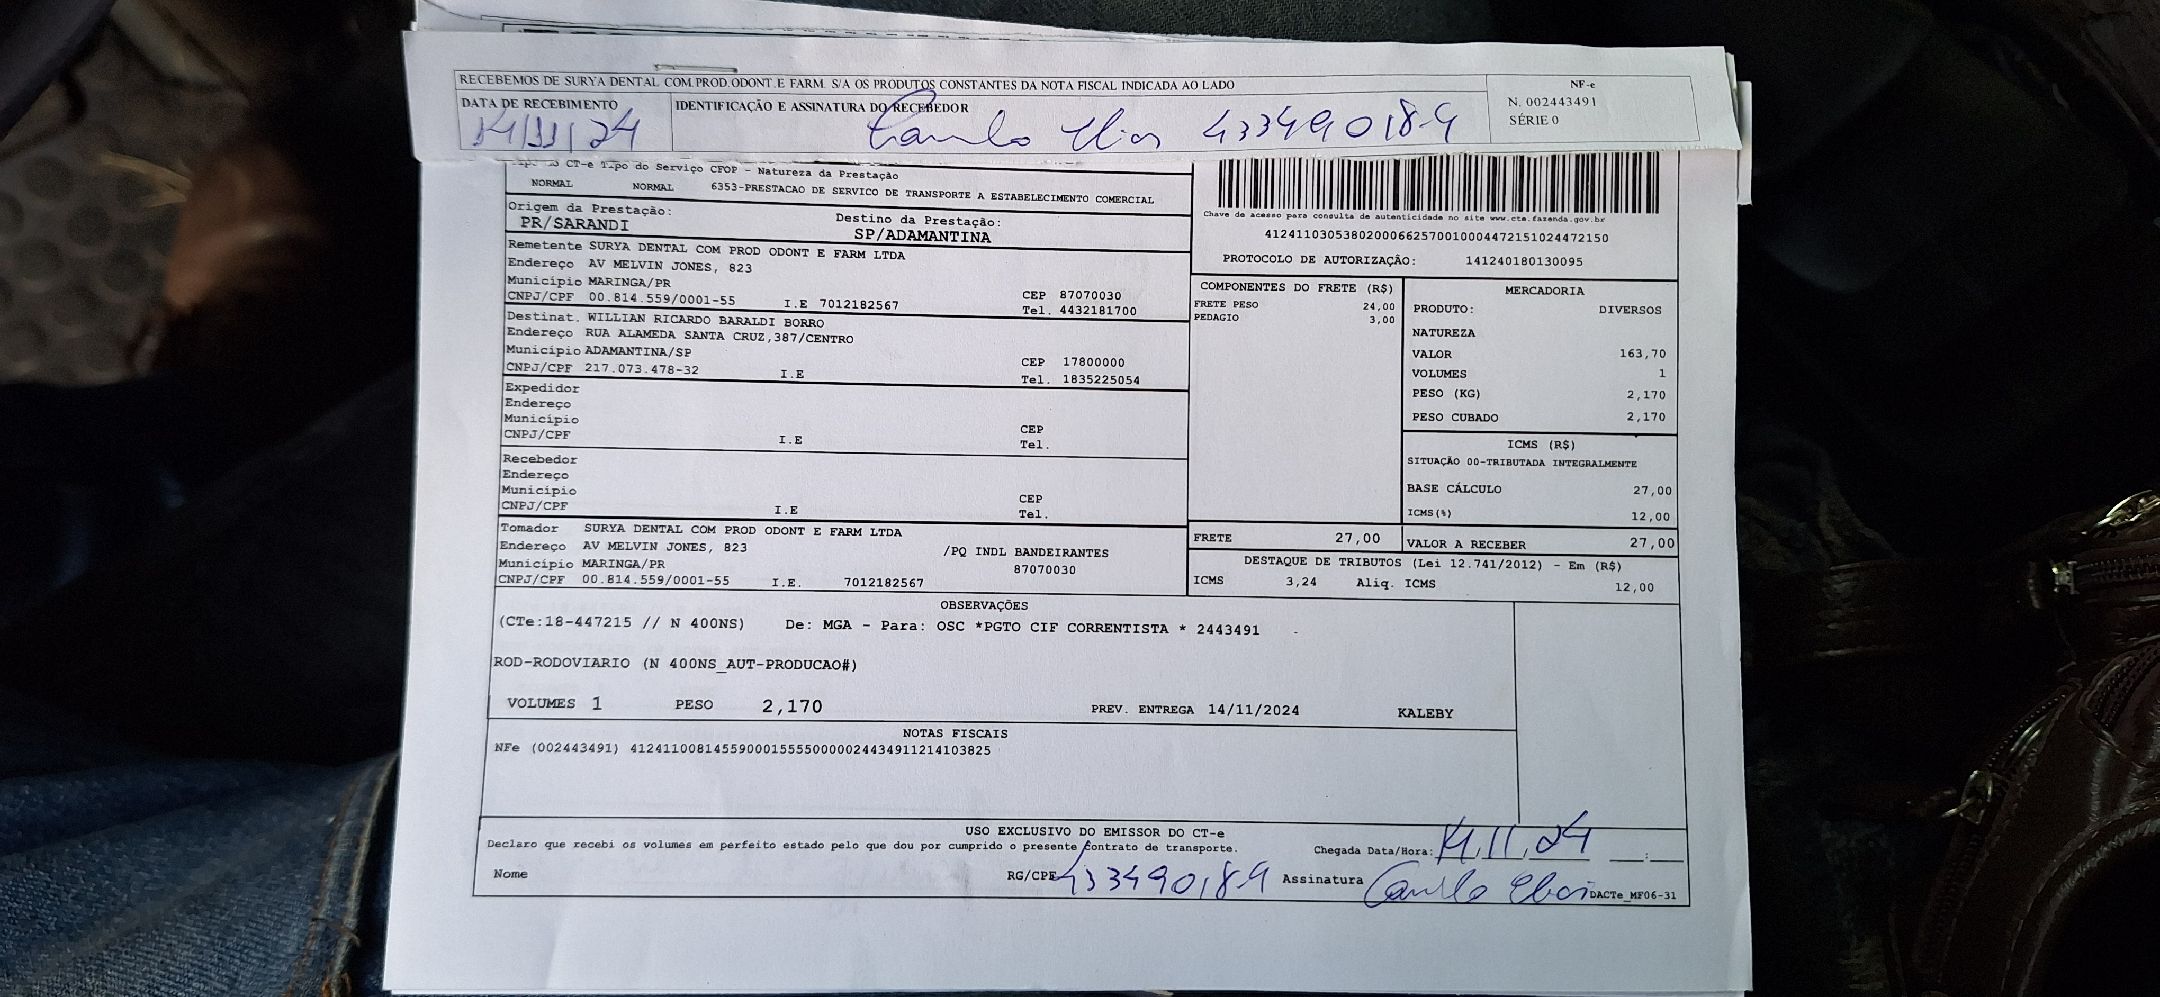 RECEBEMOS DE SURYA DENTAL COM.PROD.ODONT.E FARM. S/A OS PRODUTOS CONSTANTES DA NOTA FISCAL INDICADA AO LADO
NF-e
N. 002443491
SÉRIE 0
DATA DE RECEBIMENTO
14/11/24
IDENTIFICAÇÃO E ASSINATURA DO RECEBEDOR
43349018-4
CT-e Tipo do Serviço CFOP - Natureza da Prestação
NORMAL NORMAL 6353-PRESTACAO DE SERVICO DE TRANSPORTE A ESTABELECIMENTO COMERCIAL
Origem da Prestação: Destino da Prestação:
PR/SARANDI SP/ADAMANTINA
Chave de acesso para consulta de autenticidade no site www.cte.fazenda.gov.br
41241103053802000662570010004472151024472150
PROTOCOLO DE AUTORIZAÇÃO: 141240180130095
Remetente SURYA DENTAL COM PROD ODONT E FARM LTDA
Endereço AV MELVIN JONES, 823
Município MARINGA/PR CEP 87070030
CNPJ/CPF 00.814.559/0001-55 I.E 7012182567 Tel. 4432181700
Destinat. WILLIAN RICARDO BARALDI BORRO
Endereço RUA ALAMEDA SANTA CRUZ,387/CENTRO
Município ADAMANTINA/SP CEP 17800000
CNPJ/CPF 217.073.478-32 I.E Tel. 1835225054
Expedidor
Endereço
Município CEP
CNPJ/CPF I.E Tel.
Recebedor
Endereço
Município CEP
CNPJ/CPF I.E Tel.
Tomador SURYA DENTAL COM PROD ODONT E FARM LTDA
Endereço AV MELVIN JONES, 823 /PQ INDL BANDEIRANTES
Município MARINGA/PR 87070030
CNPJ/CPF 00.814.559/0001-55 I.E. 7012182567
COMPONENTES DO FRETE (R$)
FRETE PESO 24,00
PEDAGIO 3,00
MERCADORIA
PRODUTO: DIVERSOS
NATUREZA
VALOR 163,70
VOLUMES 1
PESO (KG) 2,170
PESO CUBADO 2,170
ICMS (R$)
SITUAÇÃO 00-TRIBUTADA INTEGRALMENTE
BASE CÁLCULO 27,00
ICMS(%) 12,00
FRETE 27,00 VALOR A RECEBER 27,00
DESTAQUE DE TRIBUTOS (Lei 12.741/2012) - Em (R$)
ICMS 3,24 Aliq. ICMS 12,00
OBSERVAÇÕES
(CTe:18-447215 // N 400NS) De: MGA - Para: OSC *PGTO CIF CORRENTISTA * 2443491
ROD-RODOVIARIO (N 400NS_AUT-PRODUCAO#)
VOLUMES 1 PESO 2,170 PREV. ENTREGA 14/11/2024 KALEBY
NOTAS FISCAIS
NFe (002443491) 41241100814559000155550000024434911214103825
USO EXCLUSIVO DO EMISSOR DO CT-e
Declaro que recebi os volumes em perfeito estado pelo que dou por cumprido o presente contrato de transporte. Chegada Data/Hora: 14/11/24
Nome RG/CPF 43349018-4 Assinatura DACTe_MF06-31